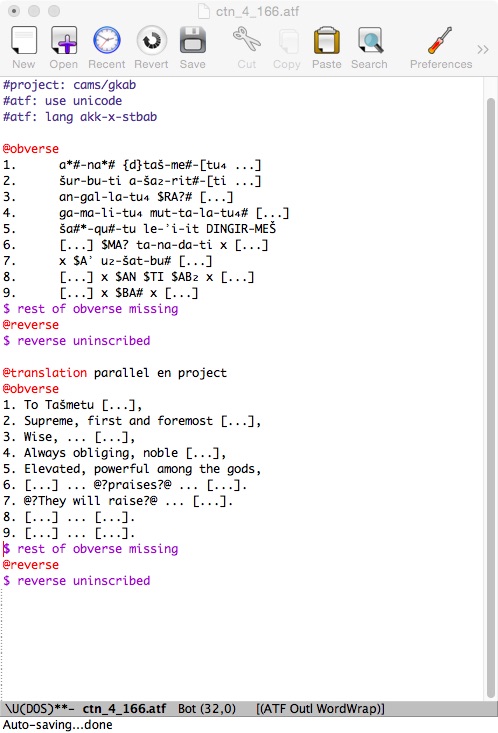 ctn_4_166.atf
New Open Recent Revert Save Cut Copy Paste Search Preferences »
#project: cams/gkab
#atf: use unicode
#atf: lang akk-x-stbab
@obverse
1. a*#-na*# {d}taš-me#-[tu₄ ...]
2. šur-bu-ti a-ša₂-rit#-[ti ...]
3. an-gal-la-tu₄ $RA?# [...]
4. ga-ma-li-tu₄ mut-ta-la-tu₄# [...]
5. ša#*-qu#-tu le-ʾi-it DINGIR-MEŠ
6. [...] $MA? ta-na-da-ti x [...]
7. x $Aʾ u₂-šat-bu# [...]
8. [...] x $AN $TI $AB₂ x [...]
9. [...] x $BA# x [...]
$ rest of obverse missing
@reverse
$ reverse uninscribed
@translation parallel en project
@obverse
1. To Tašmetu [...],
2. Supreme, first and foremost [...],
3. Wise, ... [...],
4. Always obliging, noble [...],
5. Elevated, powerful among the gods,
6. [...] ... @?praises?@ ... [...].
7. @?They will raise?@ ... [...].
8. [...] ... [...].
9. [...] ... [...].
$ rest of obverse missing
@reverse
$ reverse uninscribed
\U(DOS)**- ctn_4_166.atf Bot (32,0) [(ATF Outl WordWrap)]
Auto-saving...done